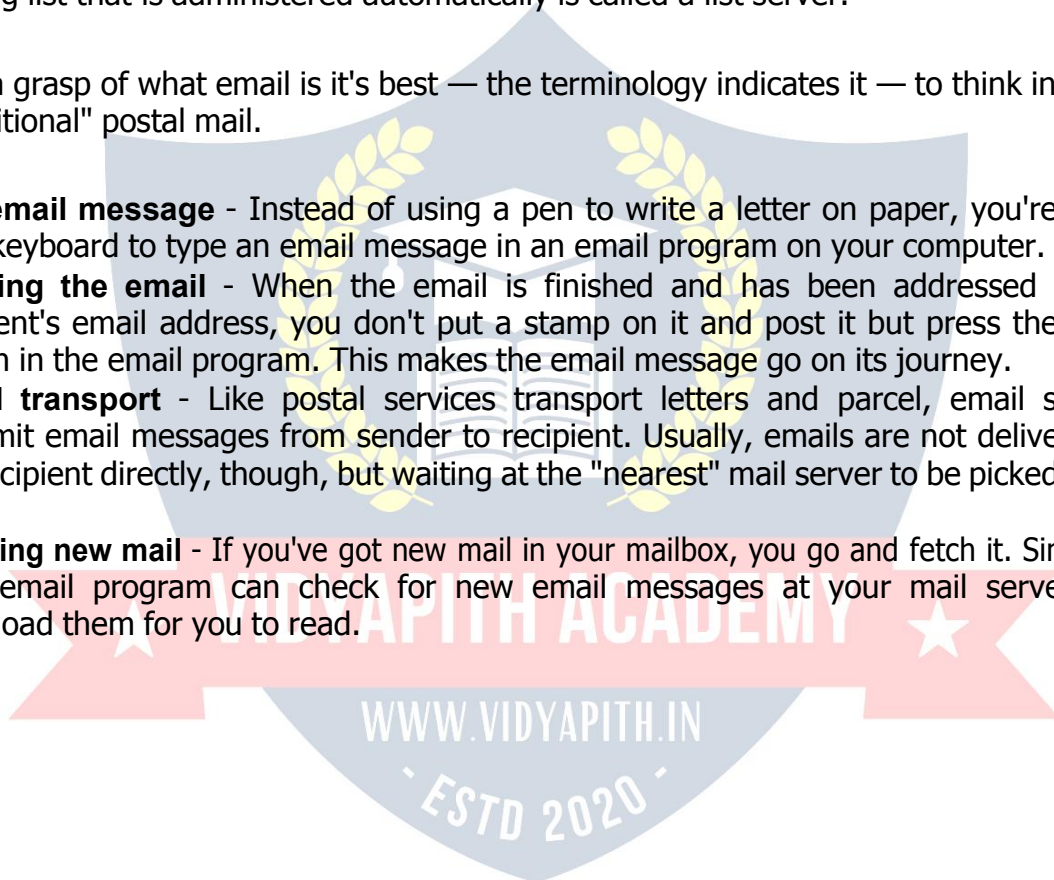 g list that is administered automatically is called a list server.
n grasp of what email is it's best — the terminology indicates it — to think in
itional" postal mail.
email message - Instead of using a pen to write a letter on paper, you're
keyboard to type an email message in an email program on your computer.
ing the email - When the email is finished and has been addressed
ent's email address, you don't put a stamp on it and post it but press the
n in the email program. This makes the email message go on its journey.
l transport - Like postal services transport letters and parcel, email s
mit email messages from sender to recipient. Usually, emails are not delive
cipient directly, though, but waiting at the "nearest" mail server to be picked
ing new mail - If you've got new mail in your mailbox, you go and fetch it. Sin
email program can check for new email messages at your mail serve
oad them for you to read.
VIDYAPITH ACADEMY
WWW.VIDYAPITH.IN
- ESTD 2020 -